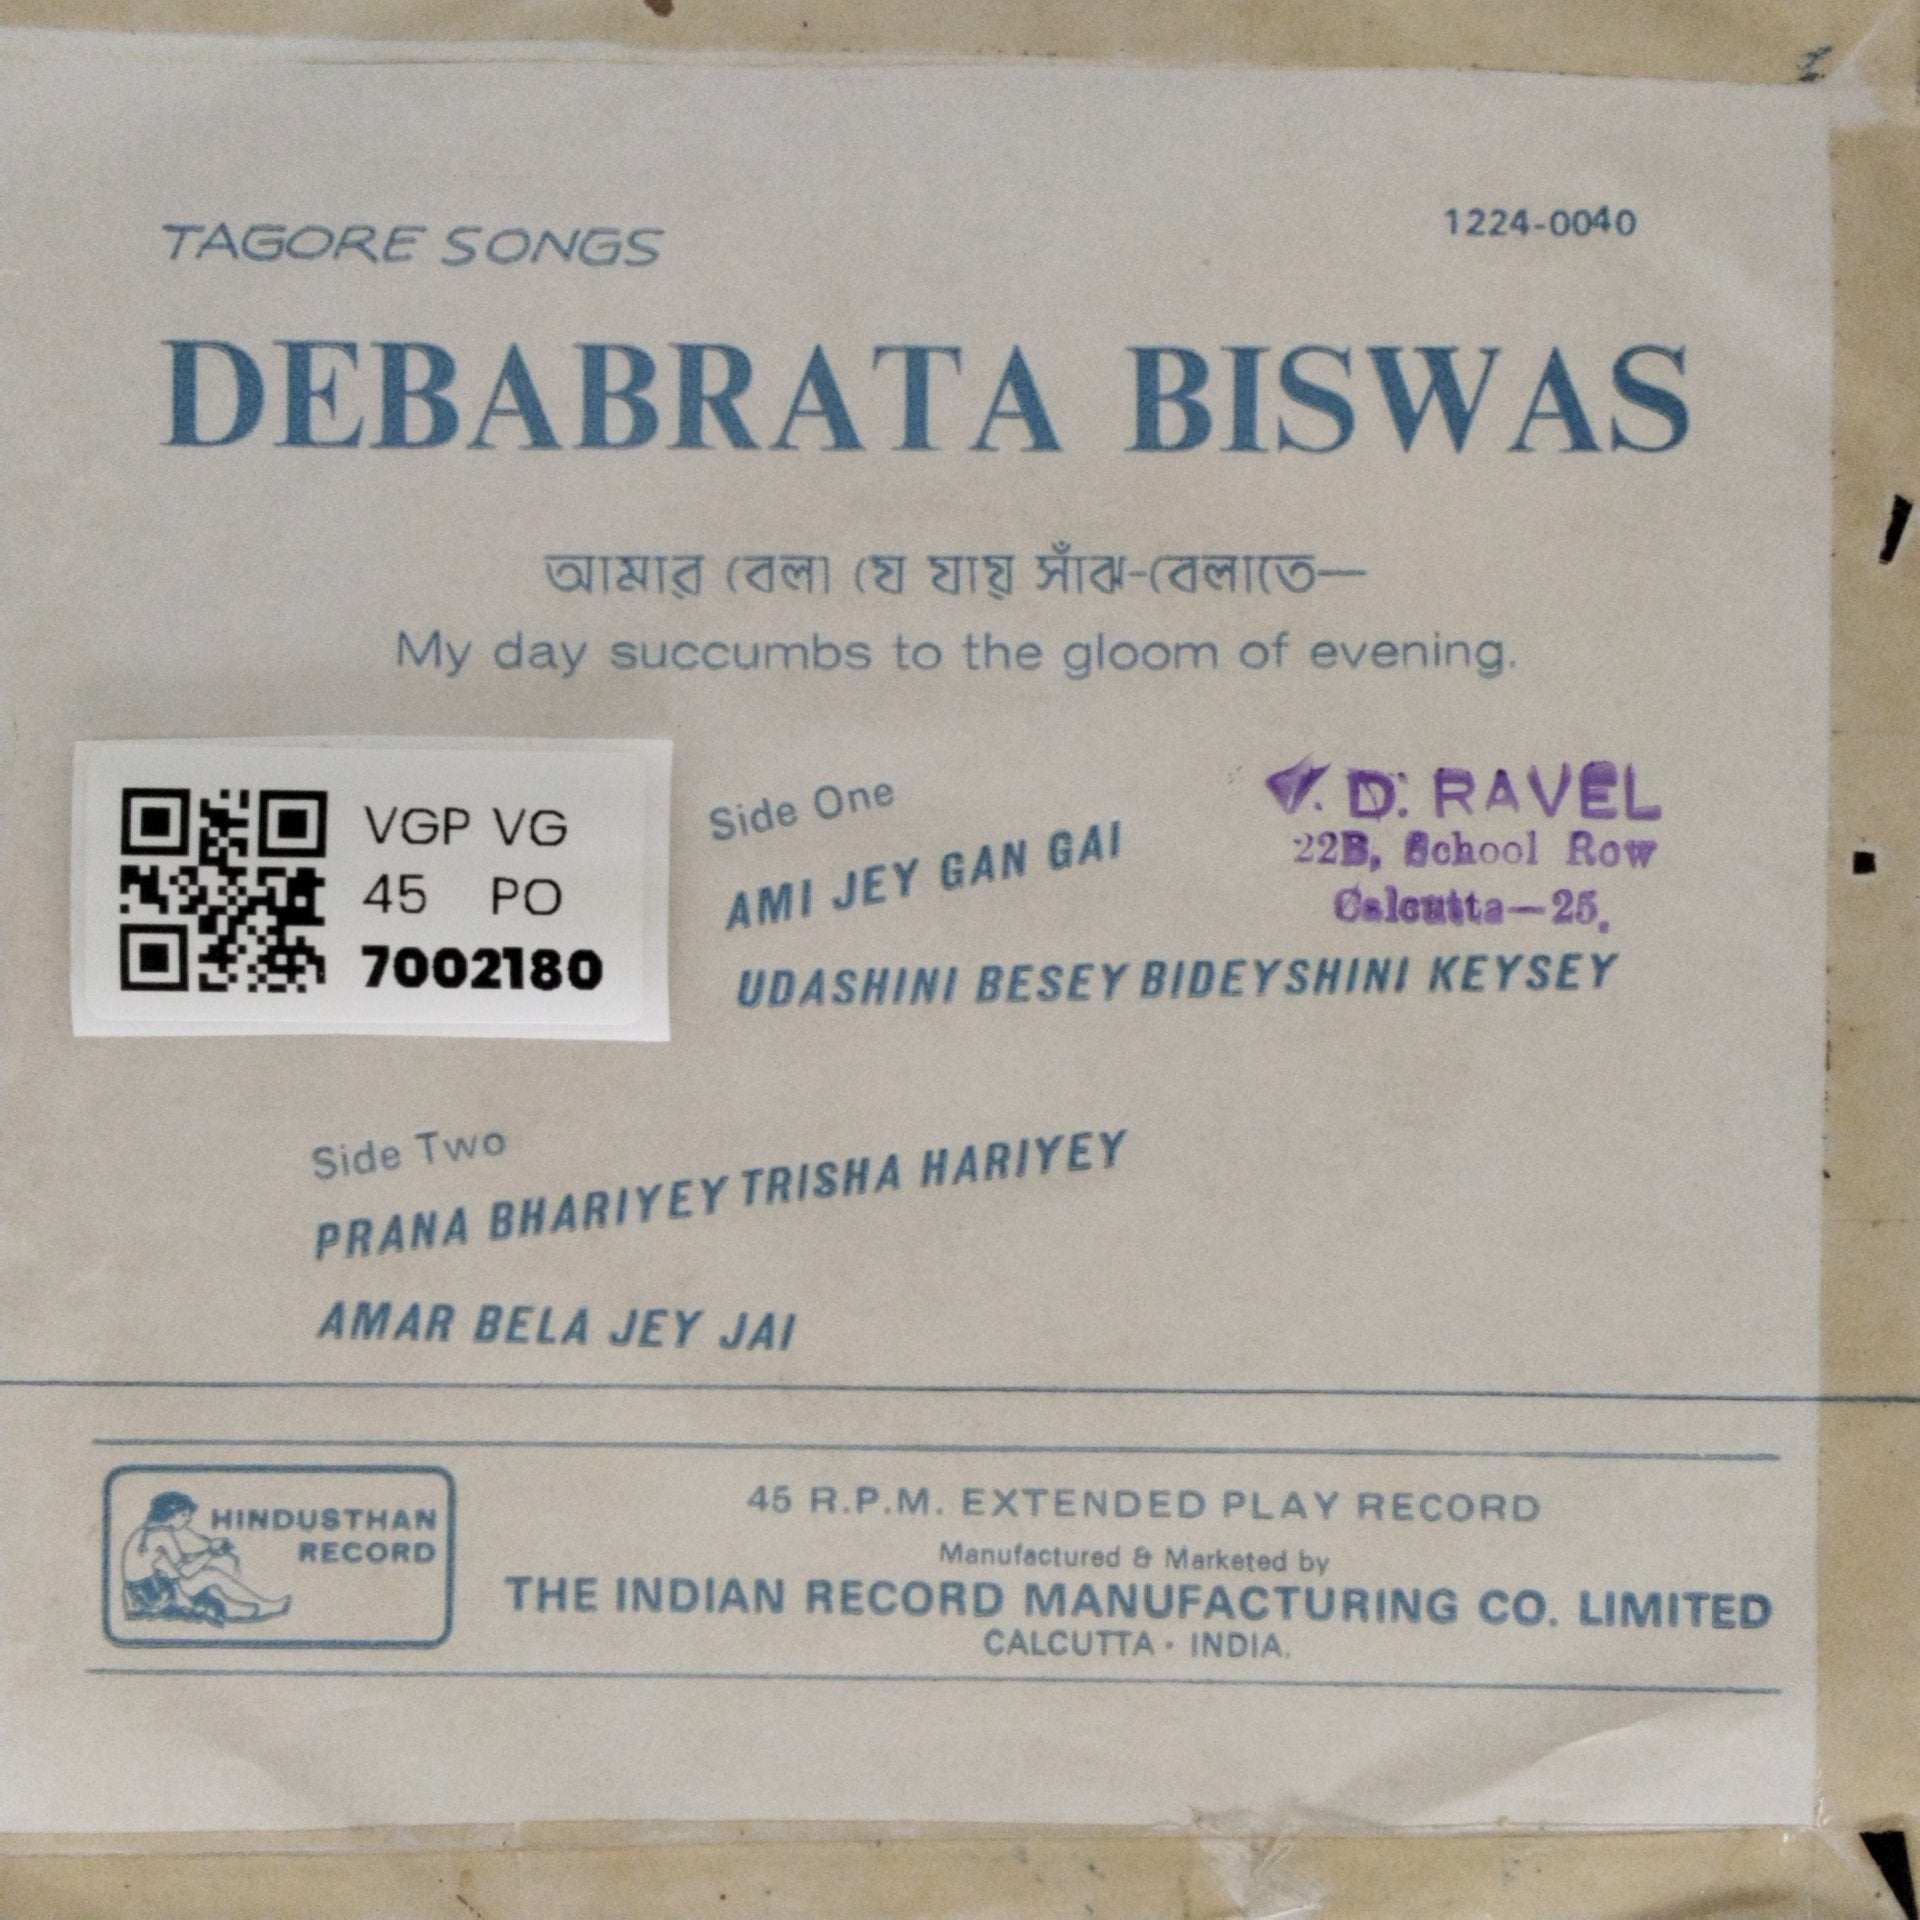 TAGORE SONGS
1224-0040
DEBABRATA BISWAS
আমার বেলা যে যায় সাঁঝ-বেলাতে—
My day succumbs to the gloom of evening.
VGP VG
45 PO
7002180
Side One
AMI JEY GAN GAI
UDASHINI BESEY BIDEYSHINI KEYSEY
V. D. RAVEL
22B, School Row
Calcutta—25.
Side Two
PRANA BHARIYEY TRISHA HARIYEY
AMAR BELA JEY JAI
HINDUSTHAN
RECORD
45 R.P.M. EXTENDED PLAY RECORD
Manufactured & Marketed by
THE INDIAN RECORD MANUFACTURING CO. LIMITED
CALCUTTA · INDIA.